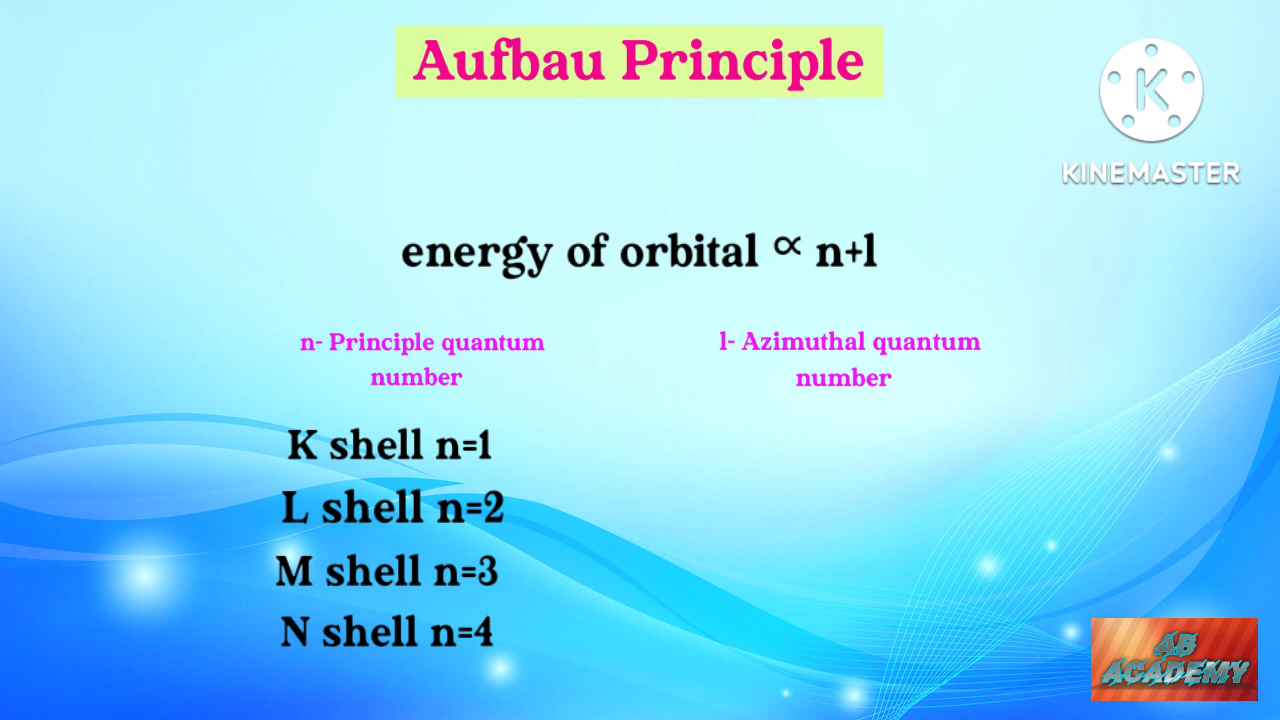 Aufbau Principle
K
KINEMASTER
energy of orbital ∝ n+l
n- Principle quantum
number
l- Azimuthal quantum
number
K shell n=1
L shell n=2
M shell n=3
N shell n=4
AB
ACADEMY